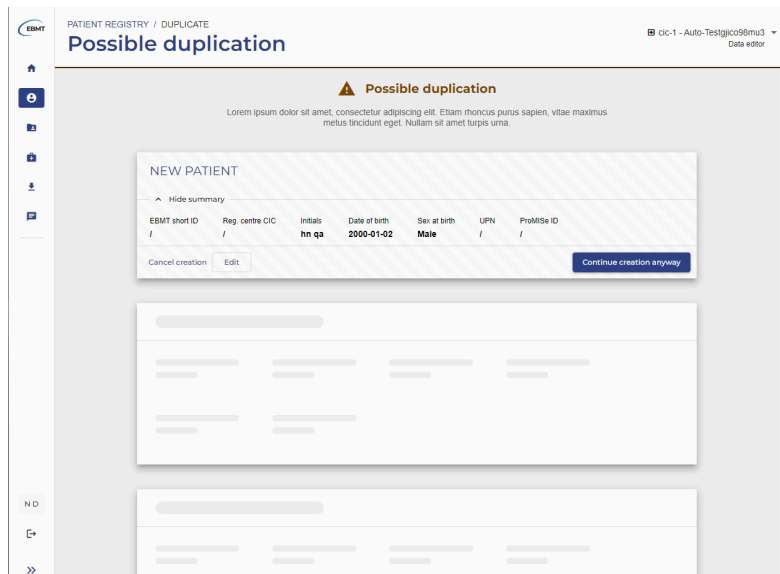 EBMT
PATIENT REGISTRY / DUPLICATE
Possible duplication
cic-1 - Auto-Testgjico98mu3
Data editor
Possible duplication
Lorem ipsum dolor sit amet, consectetur adipiscing elit. Etiam rhoncus purus sapien, vitae maximus
metus tincidunt eget. Nullam sit amet turpis urna.
NEW PATIENT
Hide summary
EBMT short ID Reg. centre CIC Initials Date of birth Sex at birth UPN ProMISe ID
/ / hn qa 2000-01-02 Male / /
Cancel creation Edit Continue creation anyway
N D